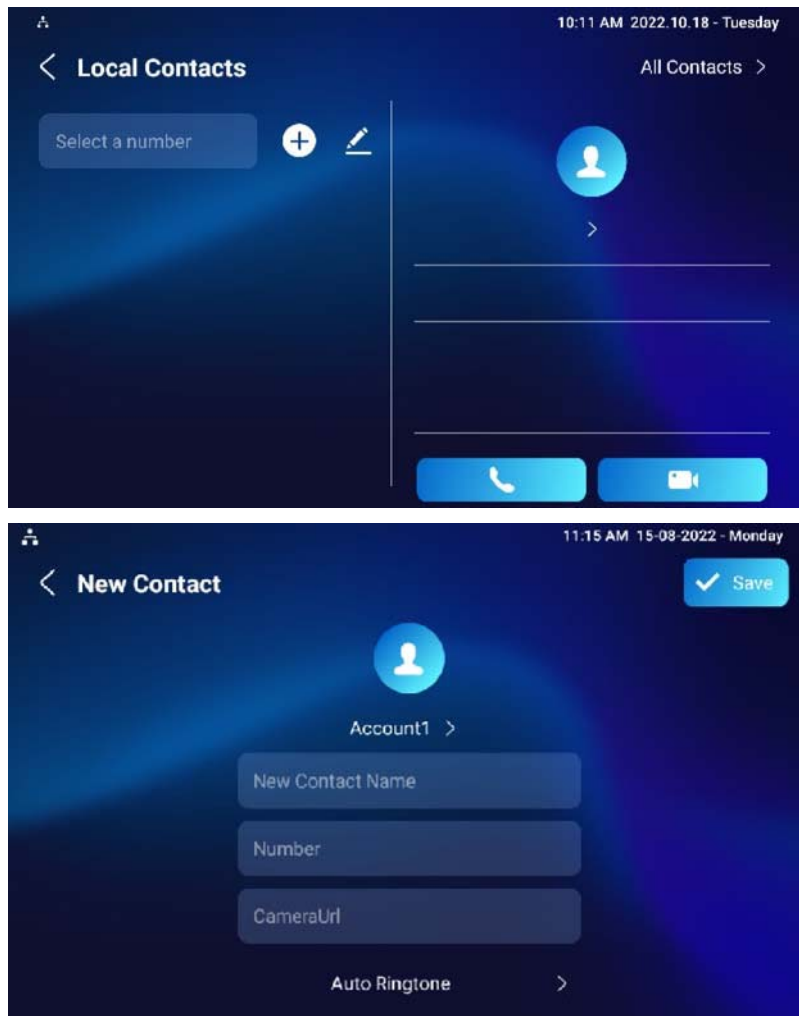 10:11 AM 2022.10.18 - Tuesday
Local Contacts
All Contacts
Select a number
11:15 AM 15-08-2022 - Monday
New Contact
Save
Account1
New Contact Name
Number
CameraUrl
Auto Ringtone